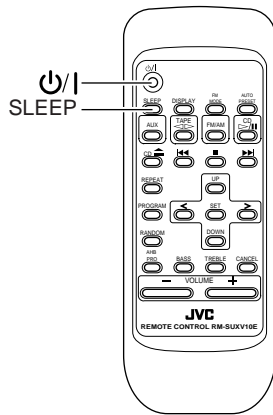 ⏻/I
⏻/I
SLEEP
SLEEP DISPLAY FM MODE AUTO PRESET
AUX TAPE FM/AM CD
CD
REPEAT UP
PROGRAM < SET >
RANDOM DOWN
AHB PRO BASS TREBLE CANCEL
– VOLUME +
JVC
REMOTE CONTROL RM-SUXV10E